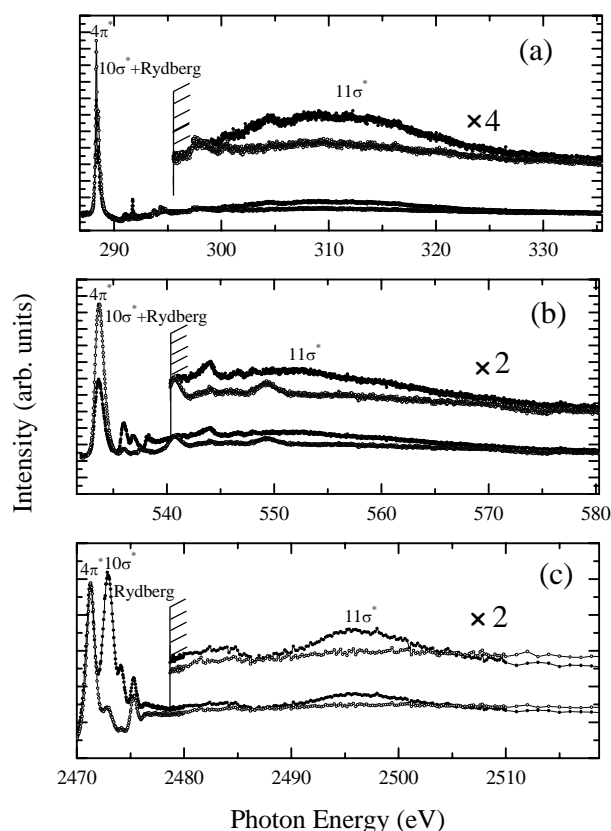 4π*
(a)
10σ*+Rydberg
11σ*
×4
290 300 310 320 330
4π*
(b)
10σ*+Rydberg
11σ*
×2
540 550 560 570 580
4π* 10σ*
(c)
Rydberg
11σ*
×2
2470 2480 2490 2500 2510
Intensity (arb. units)
Photon Energy (eV)